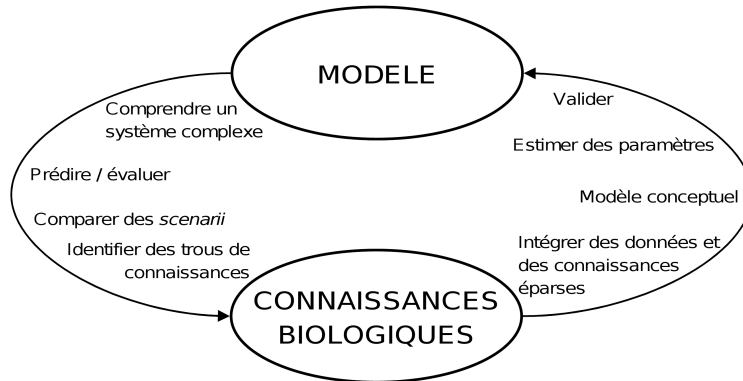 MODELE
Comprendre un
système complexe
Prédire / évaluer
Comparer des scenarii
Identifier des trous de
connaissances
Valider
Estimer des paramètres
Modèle conceptuel
Intégrer des données et
des connaissances
éparses
CONNAISSANCES
BIOLOGIQUES